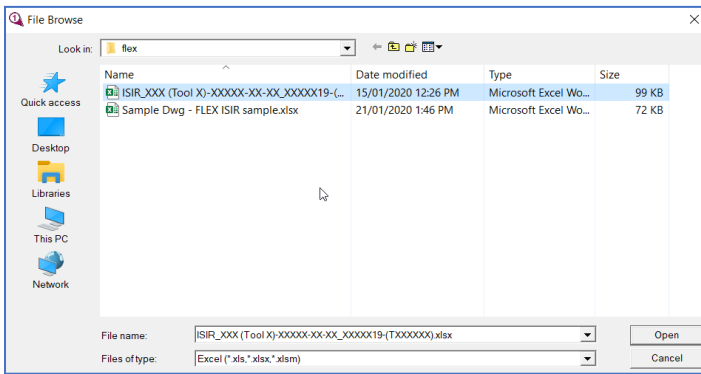 File Browse
Look in: flex
Name Date modified Type Size
ISIR_XXX (Tool X)-XXXXX-XX-XX_XXXXX19-(... 15/01/2020 12:26 PM Microsoft Excel Wo... 99 KB
Sample Dwg - FLEX ISIR sample.xlsx 21/01/2020 1:46 PM Microsoft Excel Wo... 72 KB
Quick access
Desktop
Libraries
This PC
Network
File name: ISIR_XXX (Tool X)-XXXXX-XX-XX_XXXXX19-(TXXXXXX).xlsx Open
Files of type: Excel (*.xls,*.xlsx,*.xlsm) Cancel